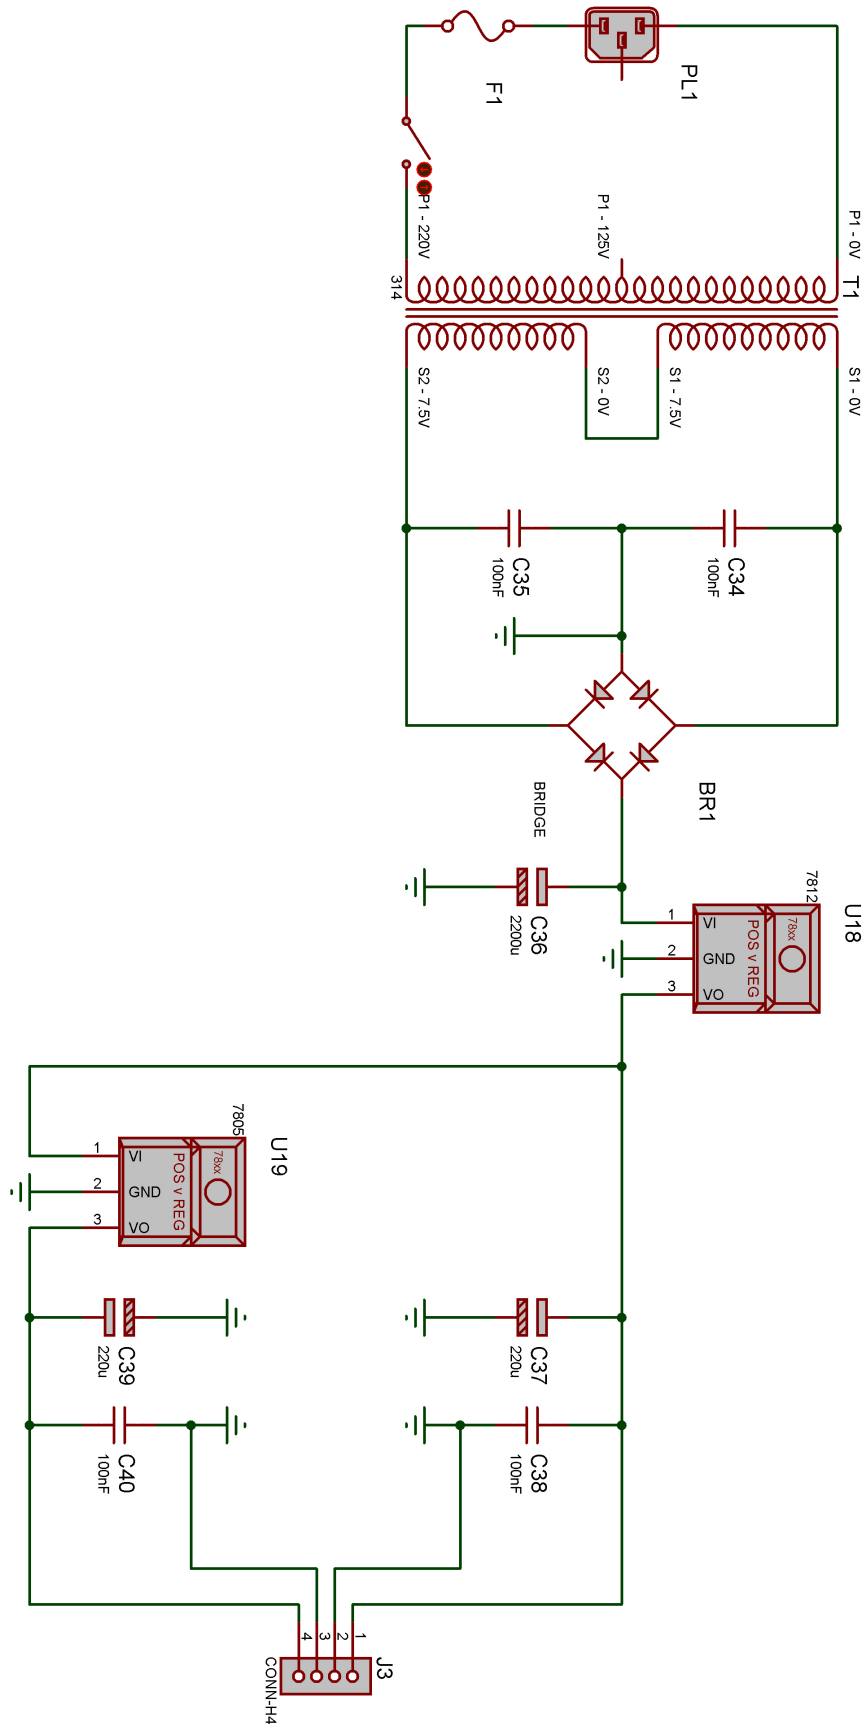 PL1
F1
P1 - 0V
P1 - 125V
P1 - 220V
T1
314
S1 - 0V
S1 - 7.5V
S2 - 0V
S2 - 7.5V
C34
100nF
C35
100nF
BR1
BRIDGE
C36
2200u
U18
7812
78xx
POS v REG
1
VI
2
GND
3
VO
U19
7805
78xx
POS v REG
1
VI
2
GND
3
VO
C37
220u
C39
220u
C38
100nF
C40
100nF
1
2
3
4
J3
CONN-H4